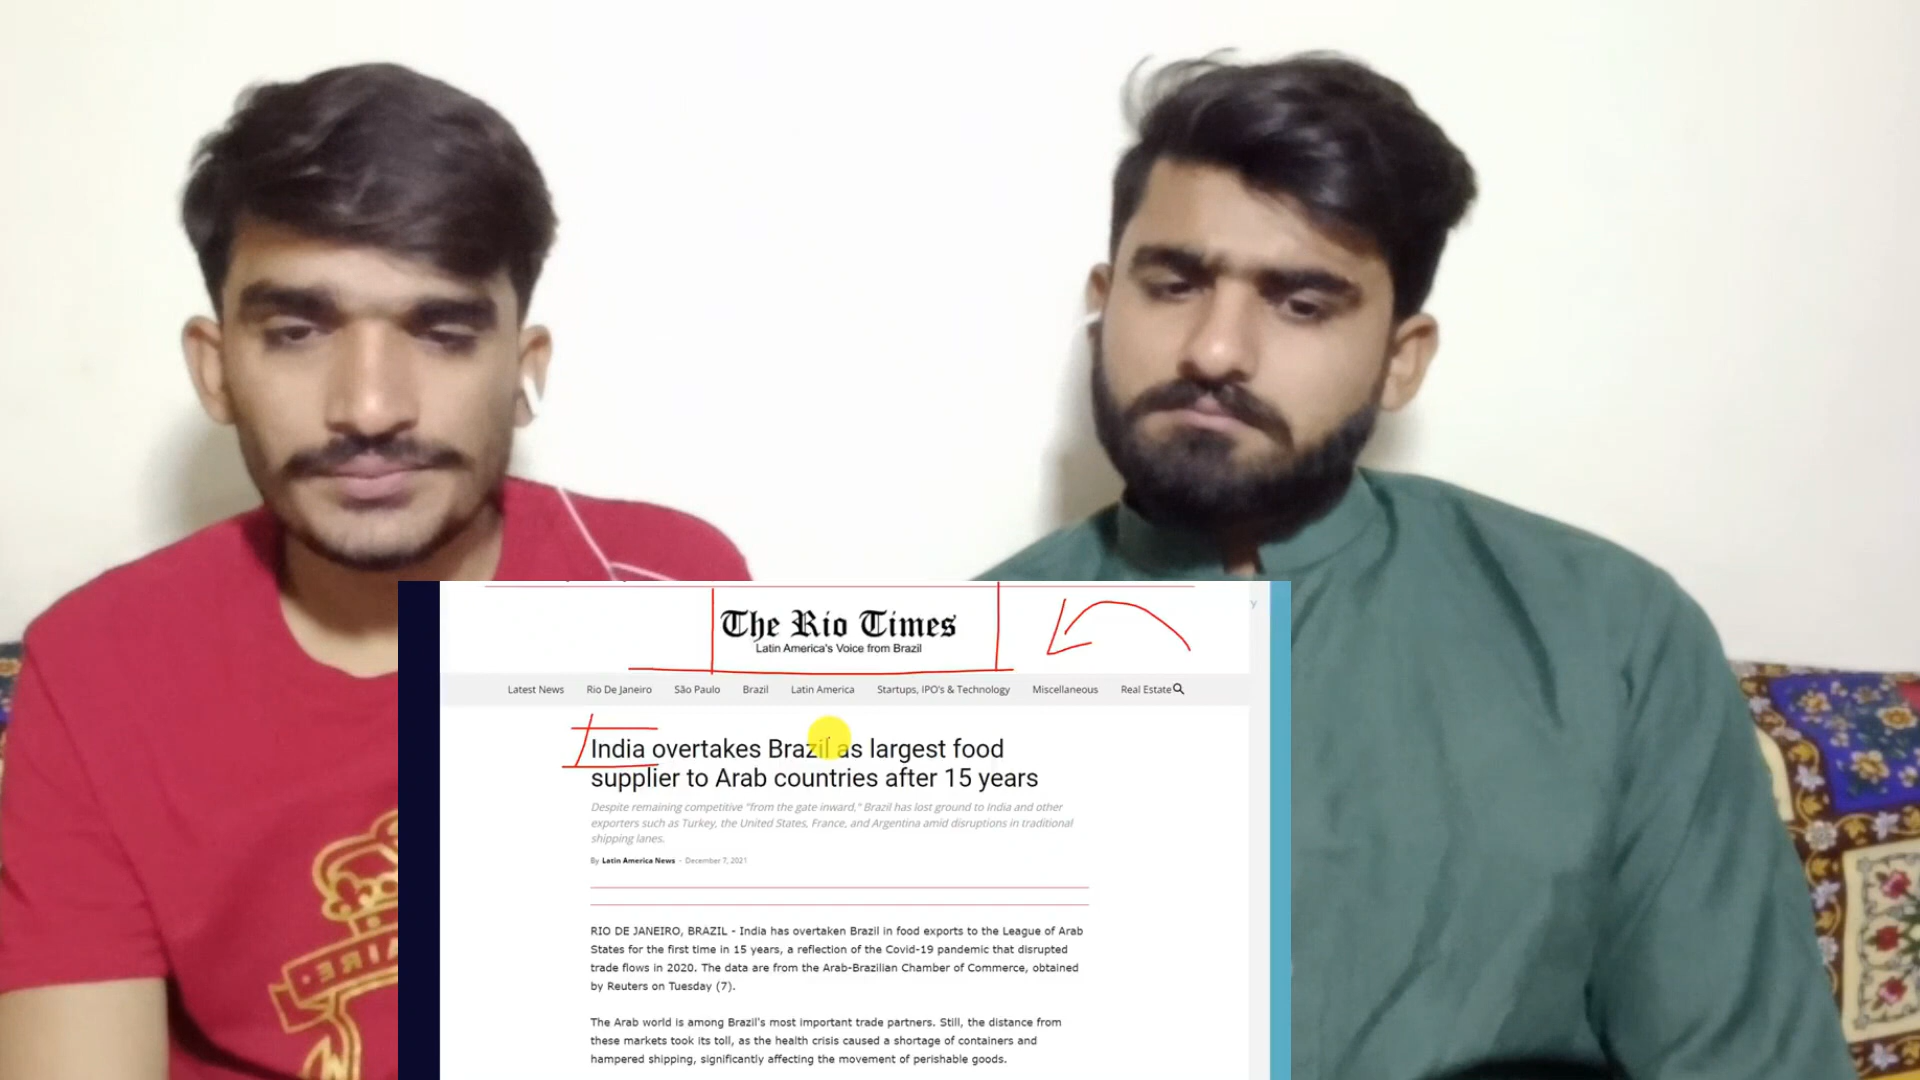 The Rio Times
Latin America's Voice from Brazil
Latest News Rio De Janeiro São Paulo Brazil Latin America Startups, IPO's & Technology Miscellaneous Real Estate
India overtakes Brazil as largest food
supplier to Arab countries after 15 years
Despite remaining competitive "from the gate inward," Brazil has lost ground to India and other
exporters such as Turkey, the United States, France, and Argentina amid disruptions in traditional
shipping lanes.
By Latin America News - December 7, 2021
RIO DE JANEIRO, BRAZIL - India has overtaken Brazil in food exports to the League of Arab
States for the first time in 15 years, a reflection of the Covid-19 pandemic that disrupted
trade flows in 2020. The data are from the Arab-Brazilian Chamber of Commerce, obtained
by Reuters on Tuesday (7).
The Arab world is among Brazil's most important trade partners. Still, the distance from
these markets took its toll, as the health crisis caused a shortage of containers and
hampered shipping, significantly affecting the movement of perishable goods.